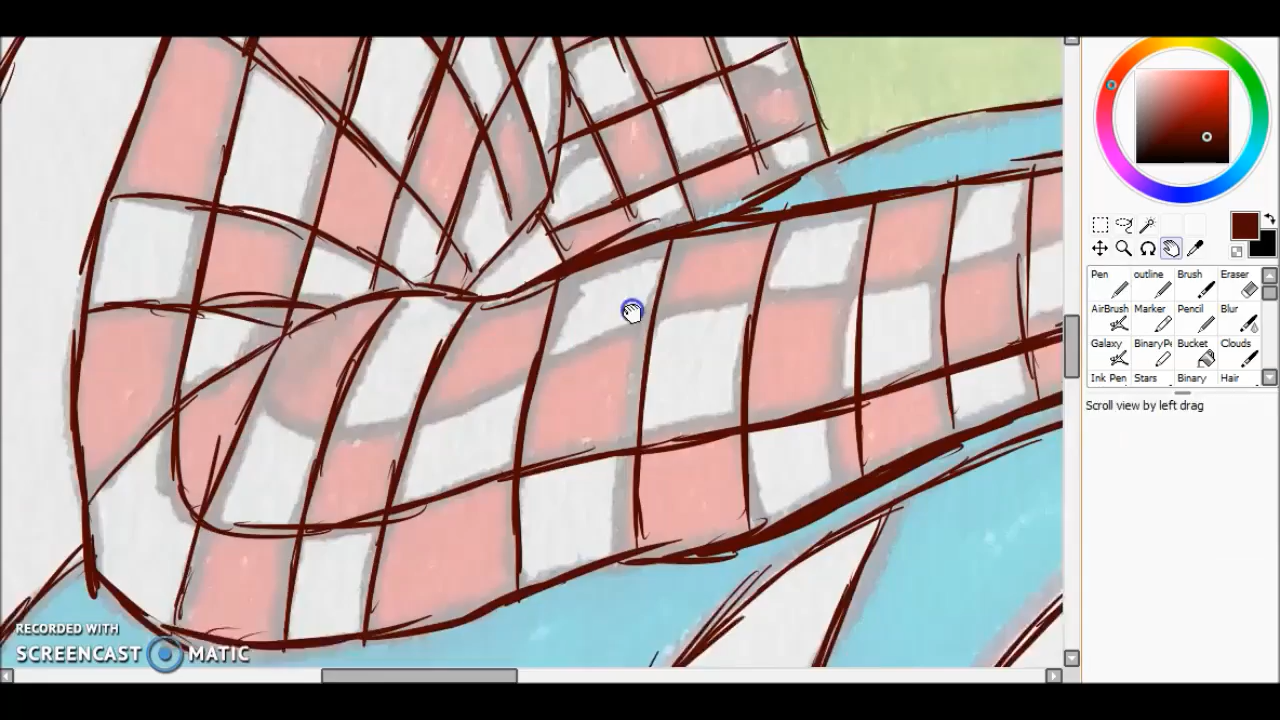 Pen outline Brush Eraser
AirBrush Marker Pencil Blur
Galaxy BinaryPe Bucket Clouds
Ink Pen Stars Binary Hair
Scroll view by left drag
RECORDED WITH
SCREENCAST MATIC